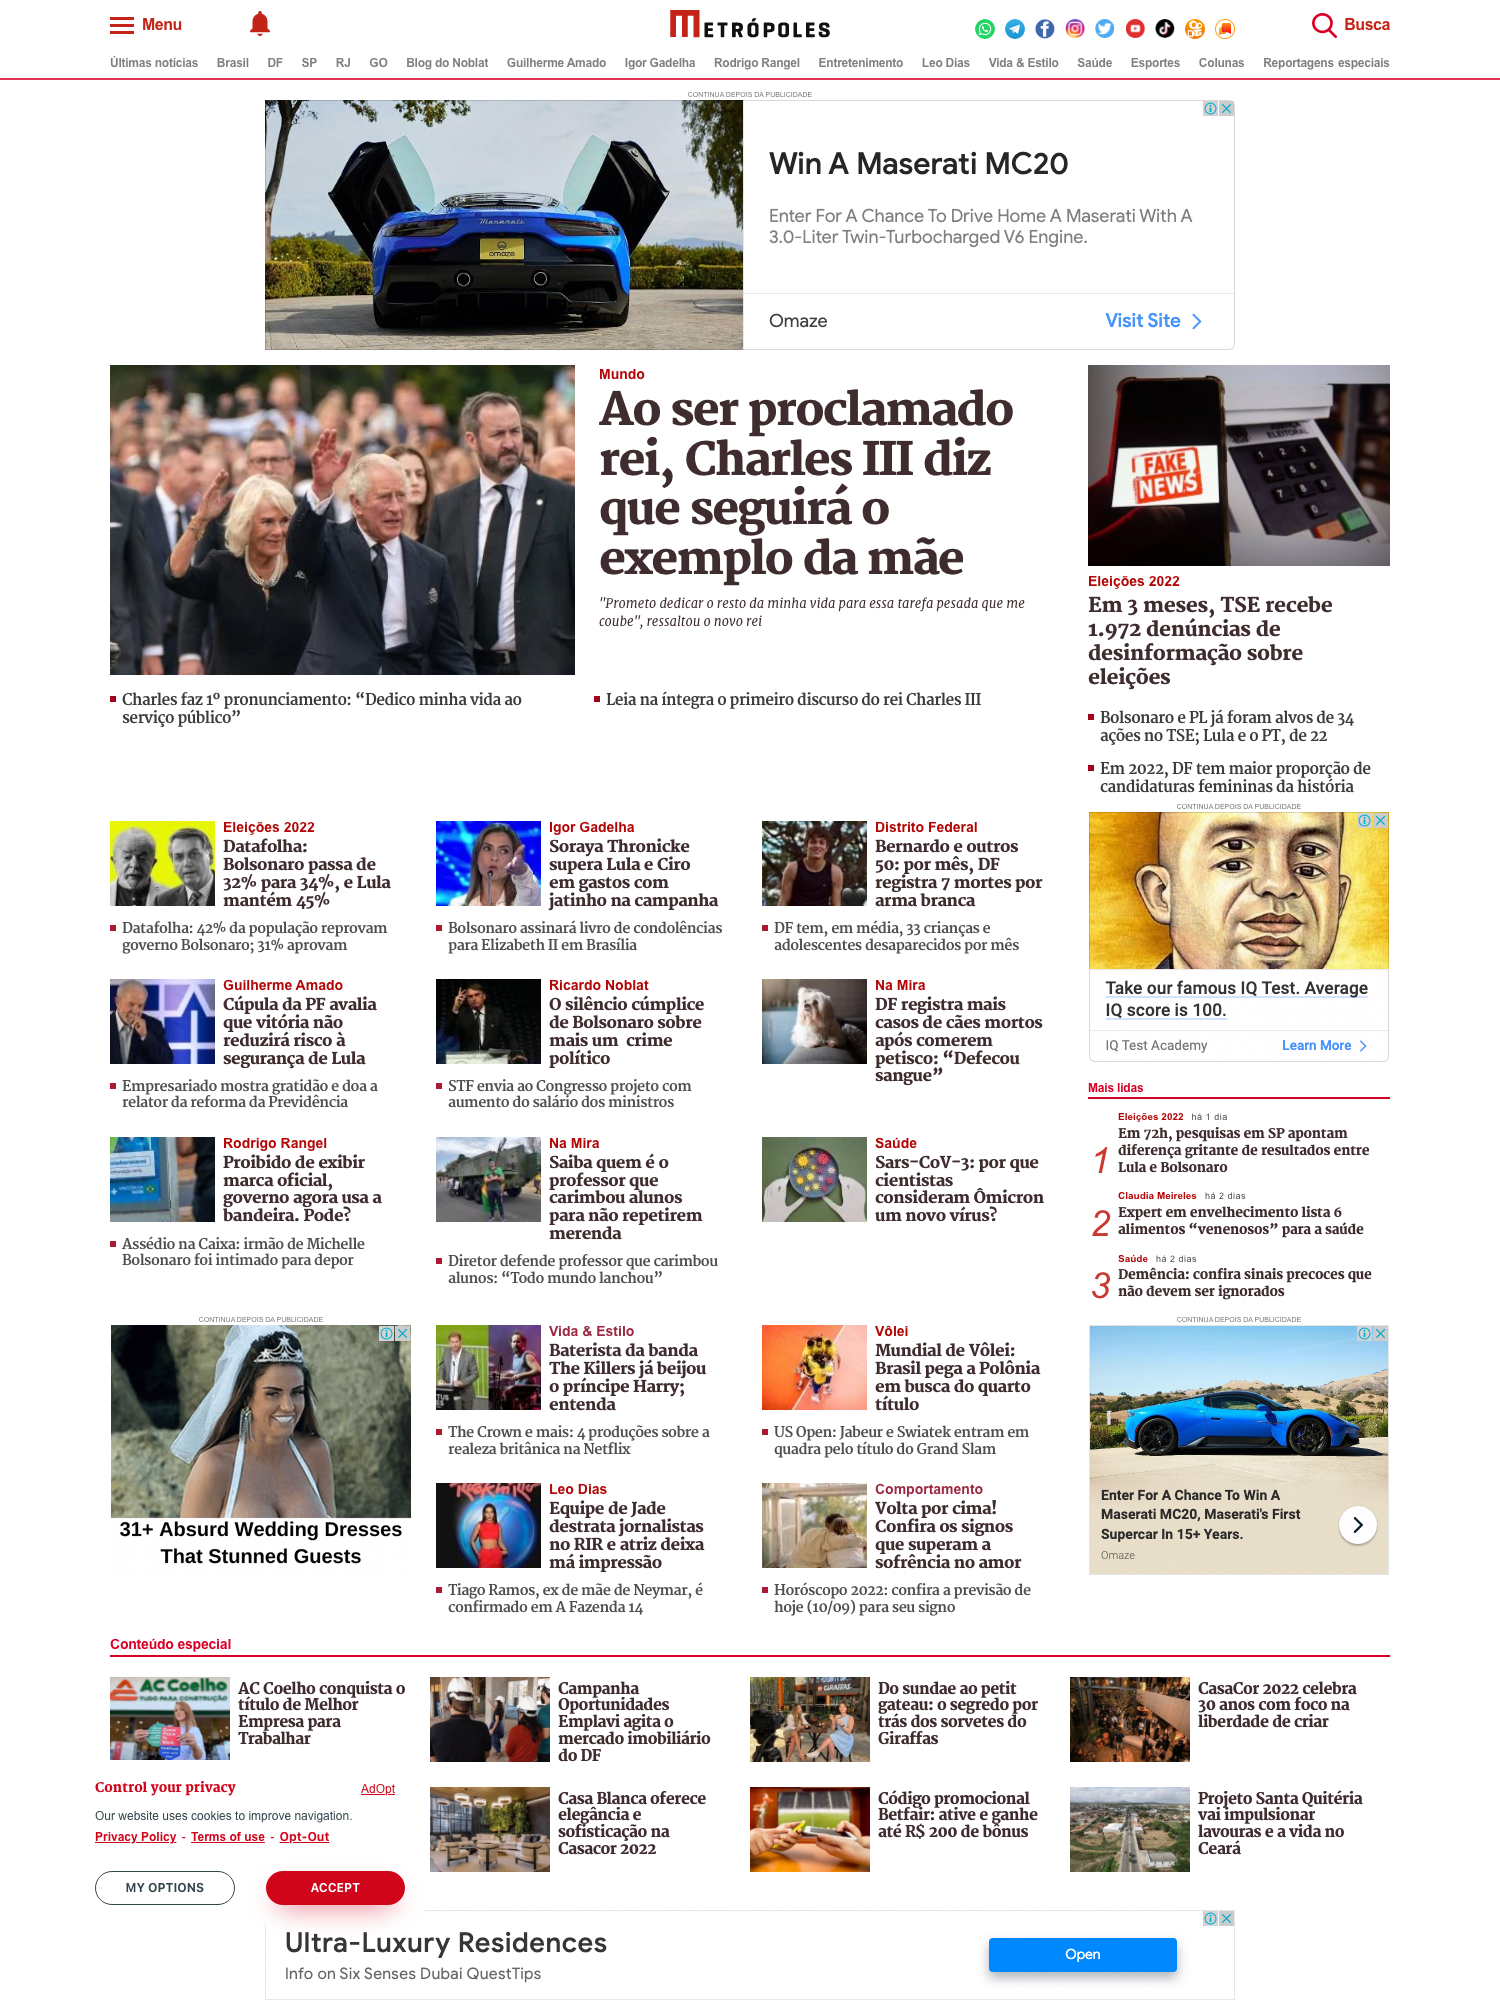 Menu
METRÓPOLES
Busca
Últimas notícias Brasil DF SP RJ GO Blog do Noblat Guilherme Amado Igor Gadelha Rodrigo Rangel Entretenimento Leo Dias Vida & Estilo Saúde Esportes Colunas Reportagens especiais
CONTINUA DEPOIS DA PUBLICIDADE
Maserati
omaze
Win A Maserati MC20
Enter For A Chance To Drive Home A Maserati With A
3.0-Liter Twin-Turbocharged V6 Engine.
Omaze
Visit Site
Mundo
Ao ser proclamado
rei, Charles III diz
que seguirá o
exemplo da mãe
"Prometo dedicar o resto da minha vida para essa tarefa pesada que me
coube", ressaltou o novo rei
Charles faz 1º pronunciamento: “Dedico minha vida ao
serviço público”
Leia na íntegra o primeiro discurso do rei Charles III
JUSTIÇA
ELEITORAL
FAKE
NEWS
Eleições 2022
Em 3 meses, TSE recebe
1.972 denúncias de
desinformação sobre
eleições
Bolsonaro e PL já foram alvos de 34
ações no TSE; Lula e o PT, de 22
Em 2022, DF tem maior proporção de
candidaturas femininas da história
Eleições 2022
Datafolha:
Bolsonaro passa de
32% para 34%, e Lula
mantém 45%
Datafolha: 42% da população reprovam
governo Bolsonaro; 31% aprovam
Igor Gadelha
Soraya Thronicke
supera Lula e Ciro
em gastos com
jatinho na campanha
Bolsonaro assinará livro de condolências
para Elizabeth II em Brasília
Distrito Federal
Bernardo e outros
50: por mês, DF
registra 7 mortes por
arma branca
DF tem, em média, 33 crianças e
adolescentes desaparecidos por mês
Guilherme Amado
Cúpula da PF avalia
que vitória não
reduzirá risco à
segurança de Lula
Empresariado mostra gratidão e doa a
relator da reforma da Previdência
Ricardo Noblat
O silêncio cúmplice
de Bolsonaro sobre
mais um crime
político
STF envia ao Congresso projeto com
aumento do salário dos ministros
Na Mira
DF registra mais
casos de cães mortos
após comerem
petisco: “Defecou
sangue”
Rodrigo Rangel
Proibido de exibir
marca oficial,
governo agora usa a
bandeira. Pode?
Assédio na Caixa: irmão de Michelle
Bolsonaro foi intimado para depor
Na Mira
Saiba quem é o
professor que
carimbou alunos
para não repetirem
merenda
Diretor defende professor que carimbou
alunos: “Todo mundo lanchou”
Saúde
Sars-CoV-3: por que
cientistas
consideram Ômicron
um novo vírus?
CONTINUA DEPOIS DA PUBLICIDADE
Take our famous IQ Test. Average
IQ score is 100.
IQ Test Academy
Learn More
Mais lidas
1
Eleições 2022 há 1 dia
Em 72h, pesquisas em SP apontam
diferença gritante de resultados entre
Lula e Bolsonaro
2
Claudia Meireles há 2 dias
Expert em envelhecimento lista 6
alimentos “venenosos” para a saúde
3
Saúde há 2 dias
Demência: confira sinais precoces que
não devem ser ignorados
CONTINUA DEPOIS DA PUBLICIDADE
31+ Absurd Wedding Dresses
That Stunned Guests
Vida & Estilo
Baterista da banda
The Killers já beijou
o príncipe Harry;
entenda
The Crown e mais: 4 produções sobre a
realeza britânica na Netflix
Vôlei
Mundial de Vôlei:
Brasil pega a Polônia
em busca do quarto
título
US Open: Jabeur e Swiatek entram em
quadra pelo título do Grand Slam
Leo Dias
Equipe de Jade
destrata jornalistas
no RIR e atriz deixa
má impressão
Tiago Ramos, ex de mãe de Neymar, é
confirmado em A Fazenda 14
Comportamento
Volta por cima!
Confira os signos
que superam a
sofrência no amor
Horóscopo 2022: confira a previsão de
hoje (10/09) para seu signo
CONTINUA DEPOIS DA PUBLICIDADE
Enter For A Chance To Win A
Maserati MC20, Maserati's First
Supercar In 15+ Years.
Omaze
Conteúdo especial
AC Coelho
TUDO PARA CONSTRUÇÃO
AC Coelho conquista o
título de Melhor
Empresa para
Trabalhar
Campanha
Oportunidades
Emplavi agita o
mercado imobiliário
do DF
GIRAFFAS
Do sundae ao petit
gateau: o segredo por
trás dos sorvetes do
Giraffas
CasaCor 2022 celebra
30 anos com foco na
liberdade de criar
Casa Blanca oferece
elegância e
sofisticação na
Casacor 2022
Código promocional
Betfair: ative e ganhe
até R$ 200 de bônus
Projeto Santa Quitéria
vai impulsionar
lavouras e a vida no
Ceará
Control your privacy
AdOpt
Our website uses cookies to improve navigation.
Privacy Policy - Terms of use - Opt-Out
MY OPTIONS
ACCEPT
Ultra-Luxury Residences
Info on Six Senses Dubai QuestTips
Open